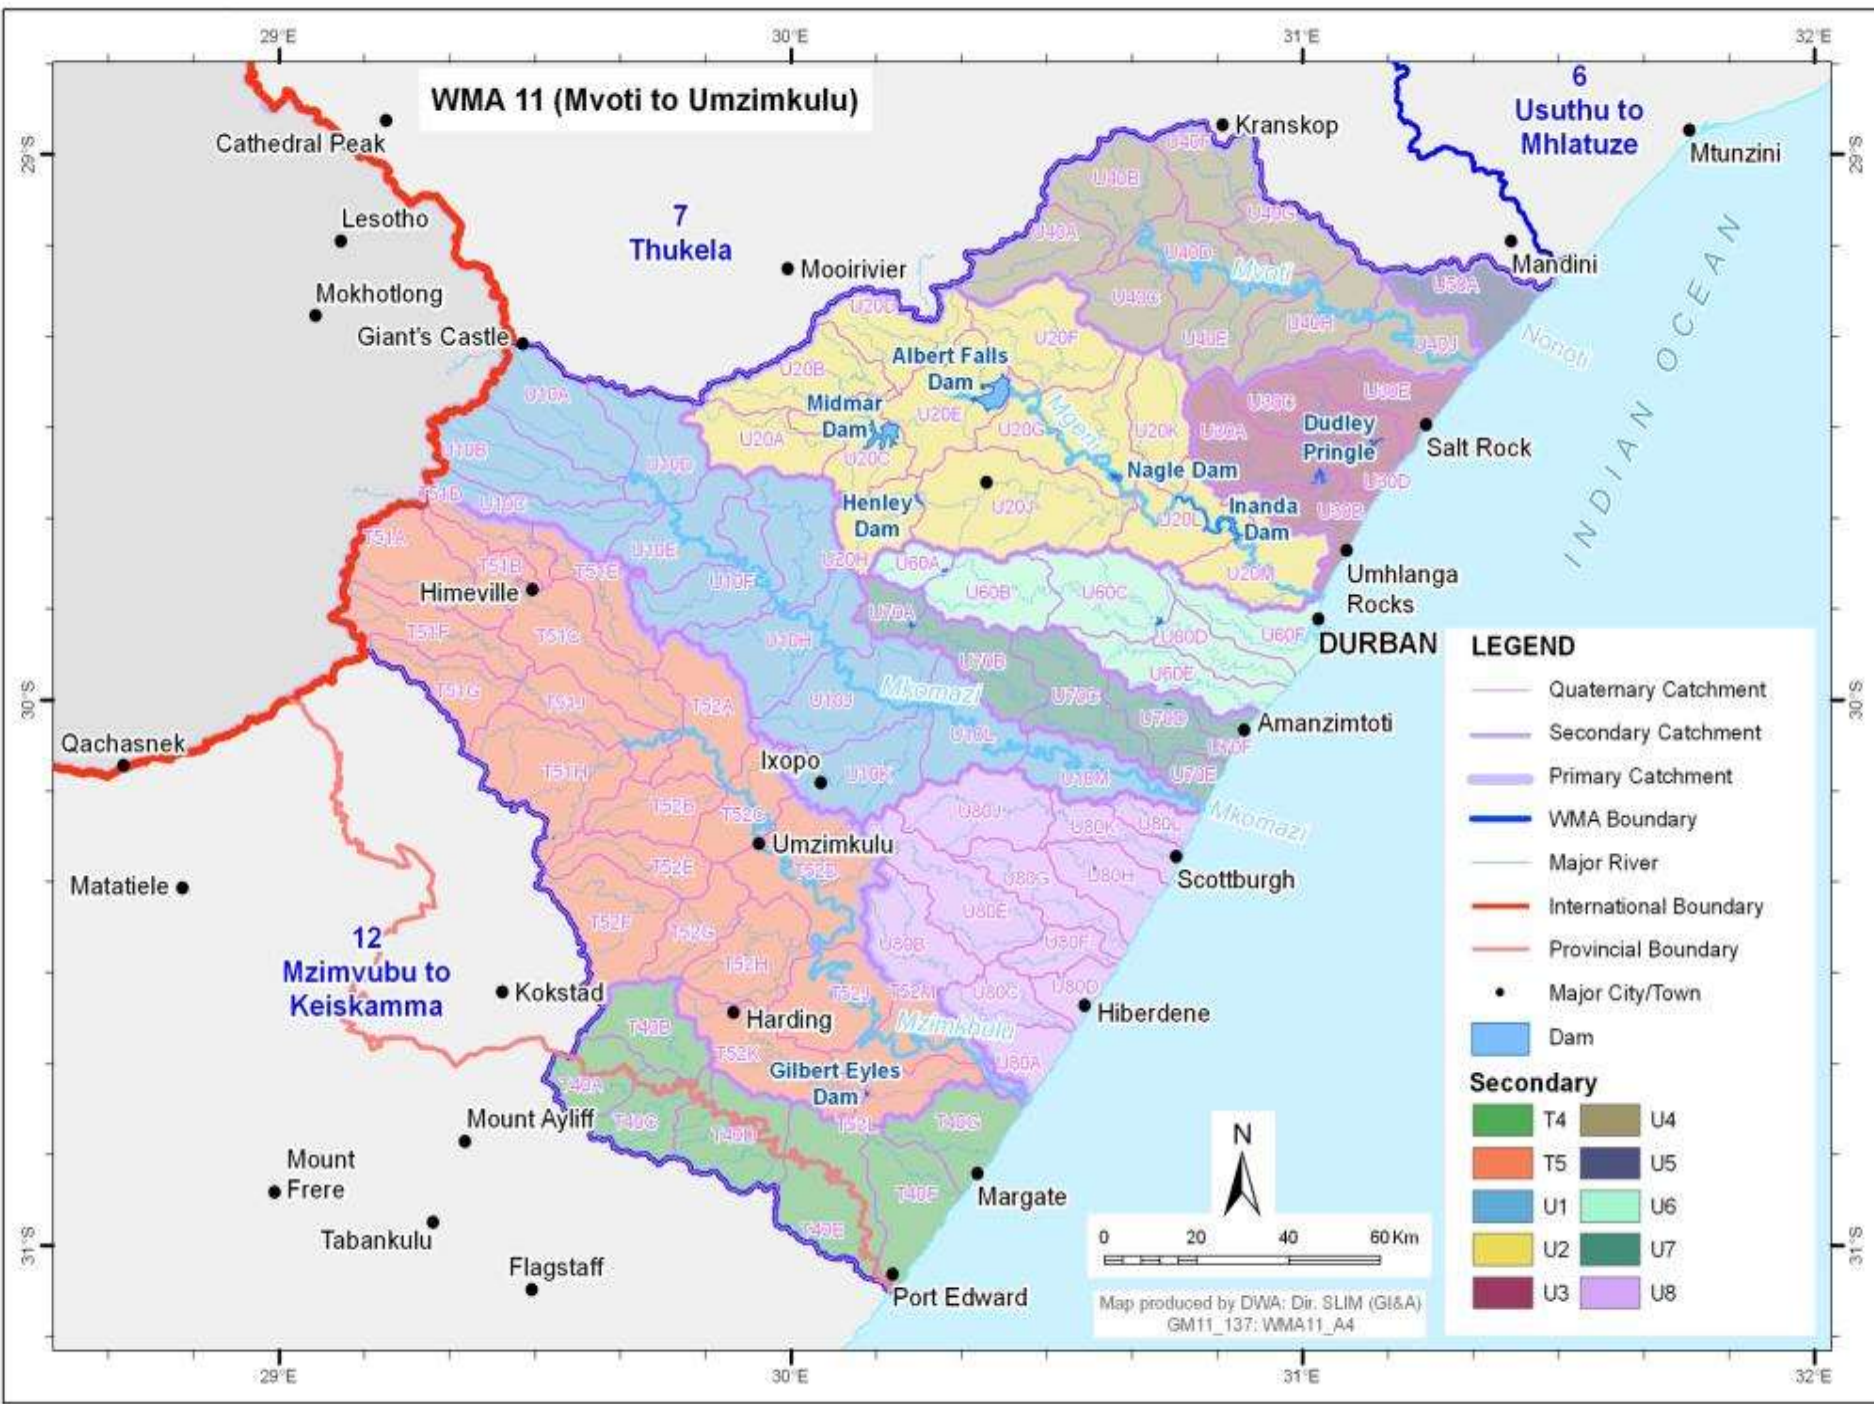 29°E
30°E
31°E
32°E
WMA 11 (Mvoti to Umzimkulu)
6
Usuthu to
Mhlatuze
Cathedral Peak
Kranskop
Mtunzini
29°S
29°S
Lesotho
7
Thukela
Mooirivier
Mandini
Mokhotlong
Giant's Castle
U40F
U40B
U40A
U40G
U40D
Mvoti
U50A
U40C
U40H
U40E
U40J
Nonoti
INDIAN OCEAN
U20D
U20F
U20B
Albert Falls
Dam
U10A
Midmar
Dam
U20E
U20A
U20C
U20G
Mgeni
U20K
U30C
U30E
U30A
Dudley
Pringle
Salt Rock
U10B
U10D
Nagle Dam
U30D
T51D
U10C
Henley
Dam
U20J
U20L
Inanda
Dam
U30B
T51A
U10E
T51B
T51E
U20H
U60A
U20M
Umhlanga
Rocks
Himeville
U10F
U60B
U60C
U70A
T51F
T51C
U10H
U60D
U60F
DURBAN
U70B
U60E
T51G
T51J
T52A
U10J
Mkomazi
U70C
U70D
Amanzimtoti
30°S
30°S
Qachasnek
U10L
Ixopo
T51H
U10K
U10M
U70E
T52B
T52C
U80J
U80K
U80L
Mkomazi
Umzimkulu
Matatiele
T52E
T52D
U80G
U80H
Scottburgh
T52F
U80E
T52G
U80B
U80F
12
Mzimvubu to
Keiskamma
T52H
T52J
T52M
U80C
U80D
Kokstad
Harding
Hiberdene
Mzimkhulu
T40B
T52K
Gilbert Eyles
Dam
U80A
T40A
Mount Ayliff
T40C
T40D
T52L
T40G
Mount
Frere
Margate
T40F
Tabankulu
T40E
Flagstaff
Port Edward
31°S
31°S
LEGEND
Quaternary Catchment
Secondary Catchment
Primary Catchment
WMA Boundary
Major River
International Boundary
Provincial Boundary
Major City/Town
Dam
Secondary
T4
U4
T5
U5
U1
U6
U2
U7
U3
U8
N
0
20
40
60 Km
Map produced by DWA: Dir. SLIM (GI&A)
GM11_137: WMA11_A4
29°E
30°E
31°E
32°E